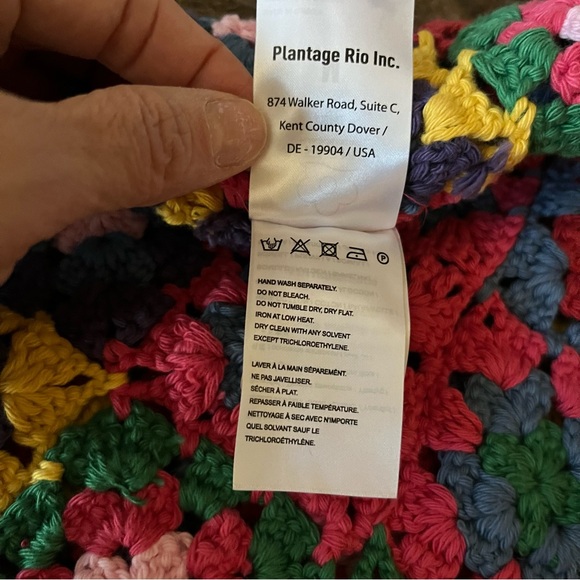 Plantage Rio Inc.
874 Walker Road, Suite C,
Kent County Dover /
DE - 19904 / USA
P
HAND WASH SEPARATELY.
DO NOT BLEACH.
DO NOT TUMBLE DRY, DRY FLAT.
IRON AT LOW HEAT.
DRY CLEAN WITH ANY SOLVENT
EXCEPT TRICHLOROETHYLENE.
LAVER À LA MAIN SÉPAREMENT.
NE PAS JAVELLISER.
SÉCHER À PLAT.
REPASSER À FAIBLE TEMPÉRATURE.
NETTOYAGE À SEC AVEC N'IMPORTE
QUEL SOLVANT SAUF LE
TRICHLOROÉTHYLÈNE.